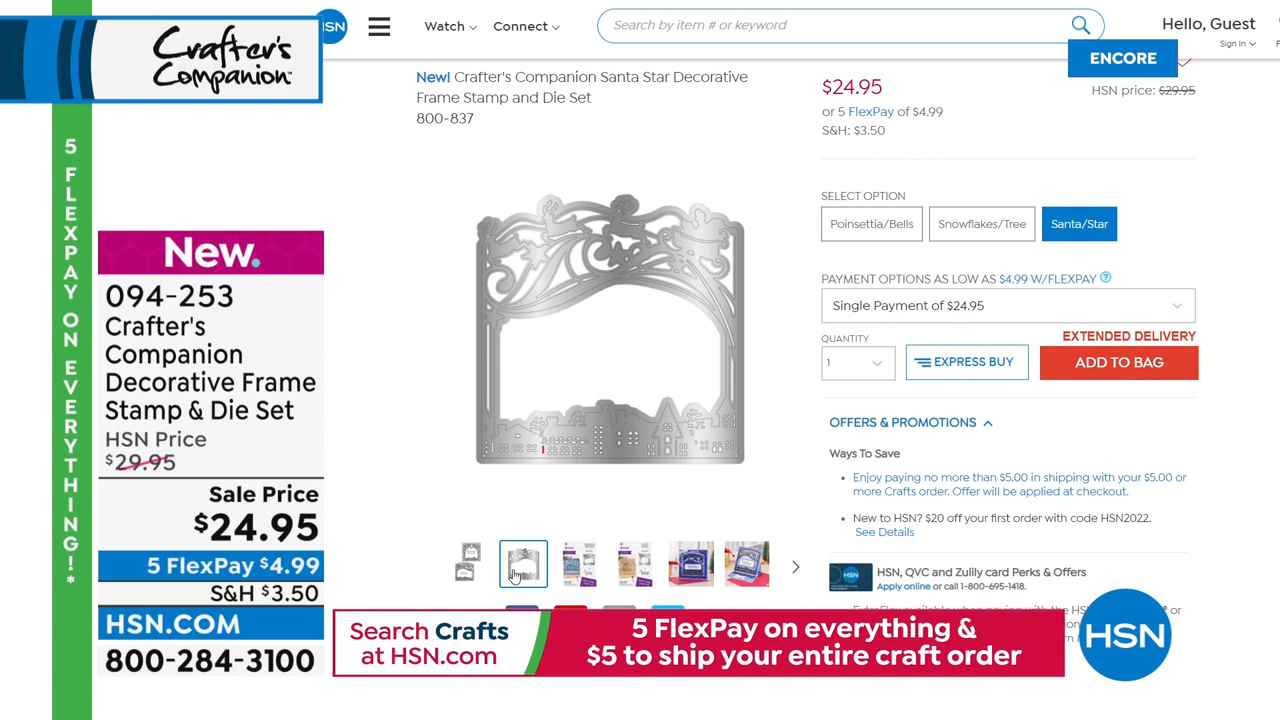 Crafter's
Companion™
HSN
Watch
Connect
Search by item # or keyword
Hello, Guest
Sign In
ENCORE
5 FLEXPAY ON EVERYTHING!*
New.
094-253
Crafter's
Companion
Decorative Frame
Stamp & Die Set
HSN Price
$29.95
Sale Price
$24.95
5 FlexPay $4.99
S&H $3.50
HSN.COM
800-284-3100
New! Crafter's Companion Santa Star Decorative
Frame Stamp and Die Set
800-837
$24.95
HSN price: $29.95
or 5 FlexPay of $4.99
S&H: $3.50
SELECT OPTION
Poinsettia/Bells
Snowflakes/Tree
Santa/Star
PAYMENT OPTIONS AS LOW AS $4.99 W/FLEXPAY ?
Single Payment of $24.95
QUANTITY
EXTENDED DELIVERY
1
EXPRESS BUY
ADD TO BAG
OFFERS & PROMOTIONS
Ways To Save
• Enjoy paying no more than $5.00 in shipping with your $5.00 or
more Crafts order. Offer will be applied at checkout.
• New to HSN? $20 off your first order with code HSN2022.
See Details
HSN
HSN, QVC and Zulily card Perks & Offers
Apply online or call 1-800-695-1418.
Search Crafts
at HSN.com
5 FlexPay on everything &
$5 to ship your entire craft order
HSN